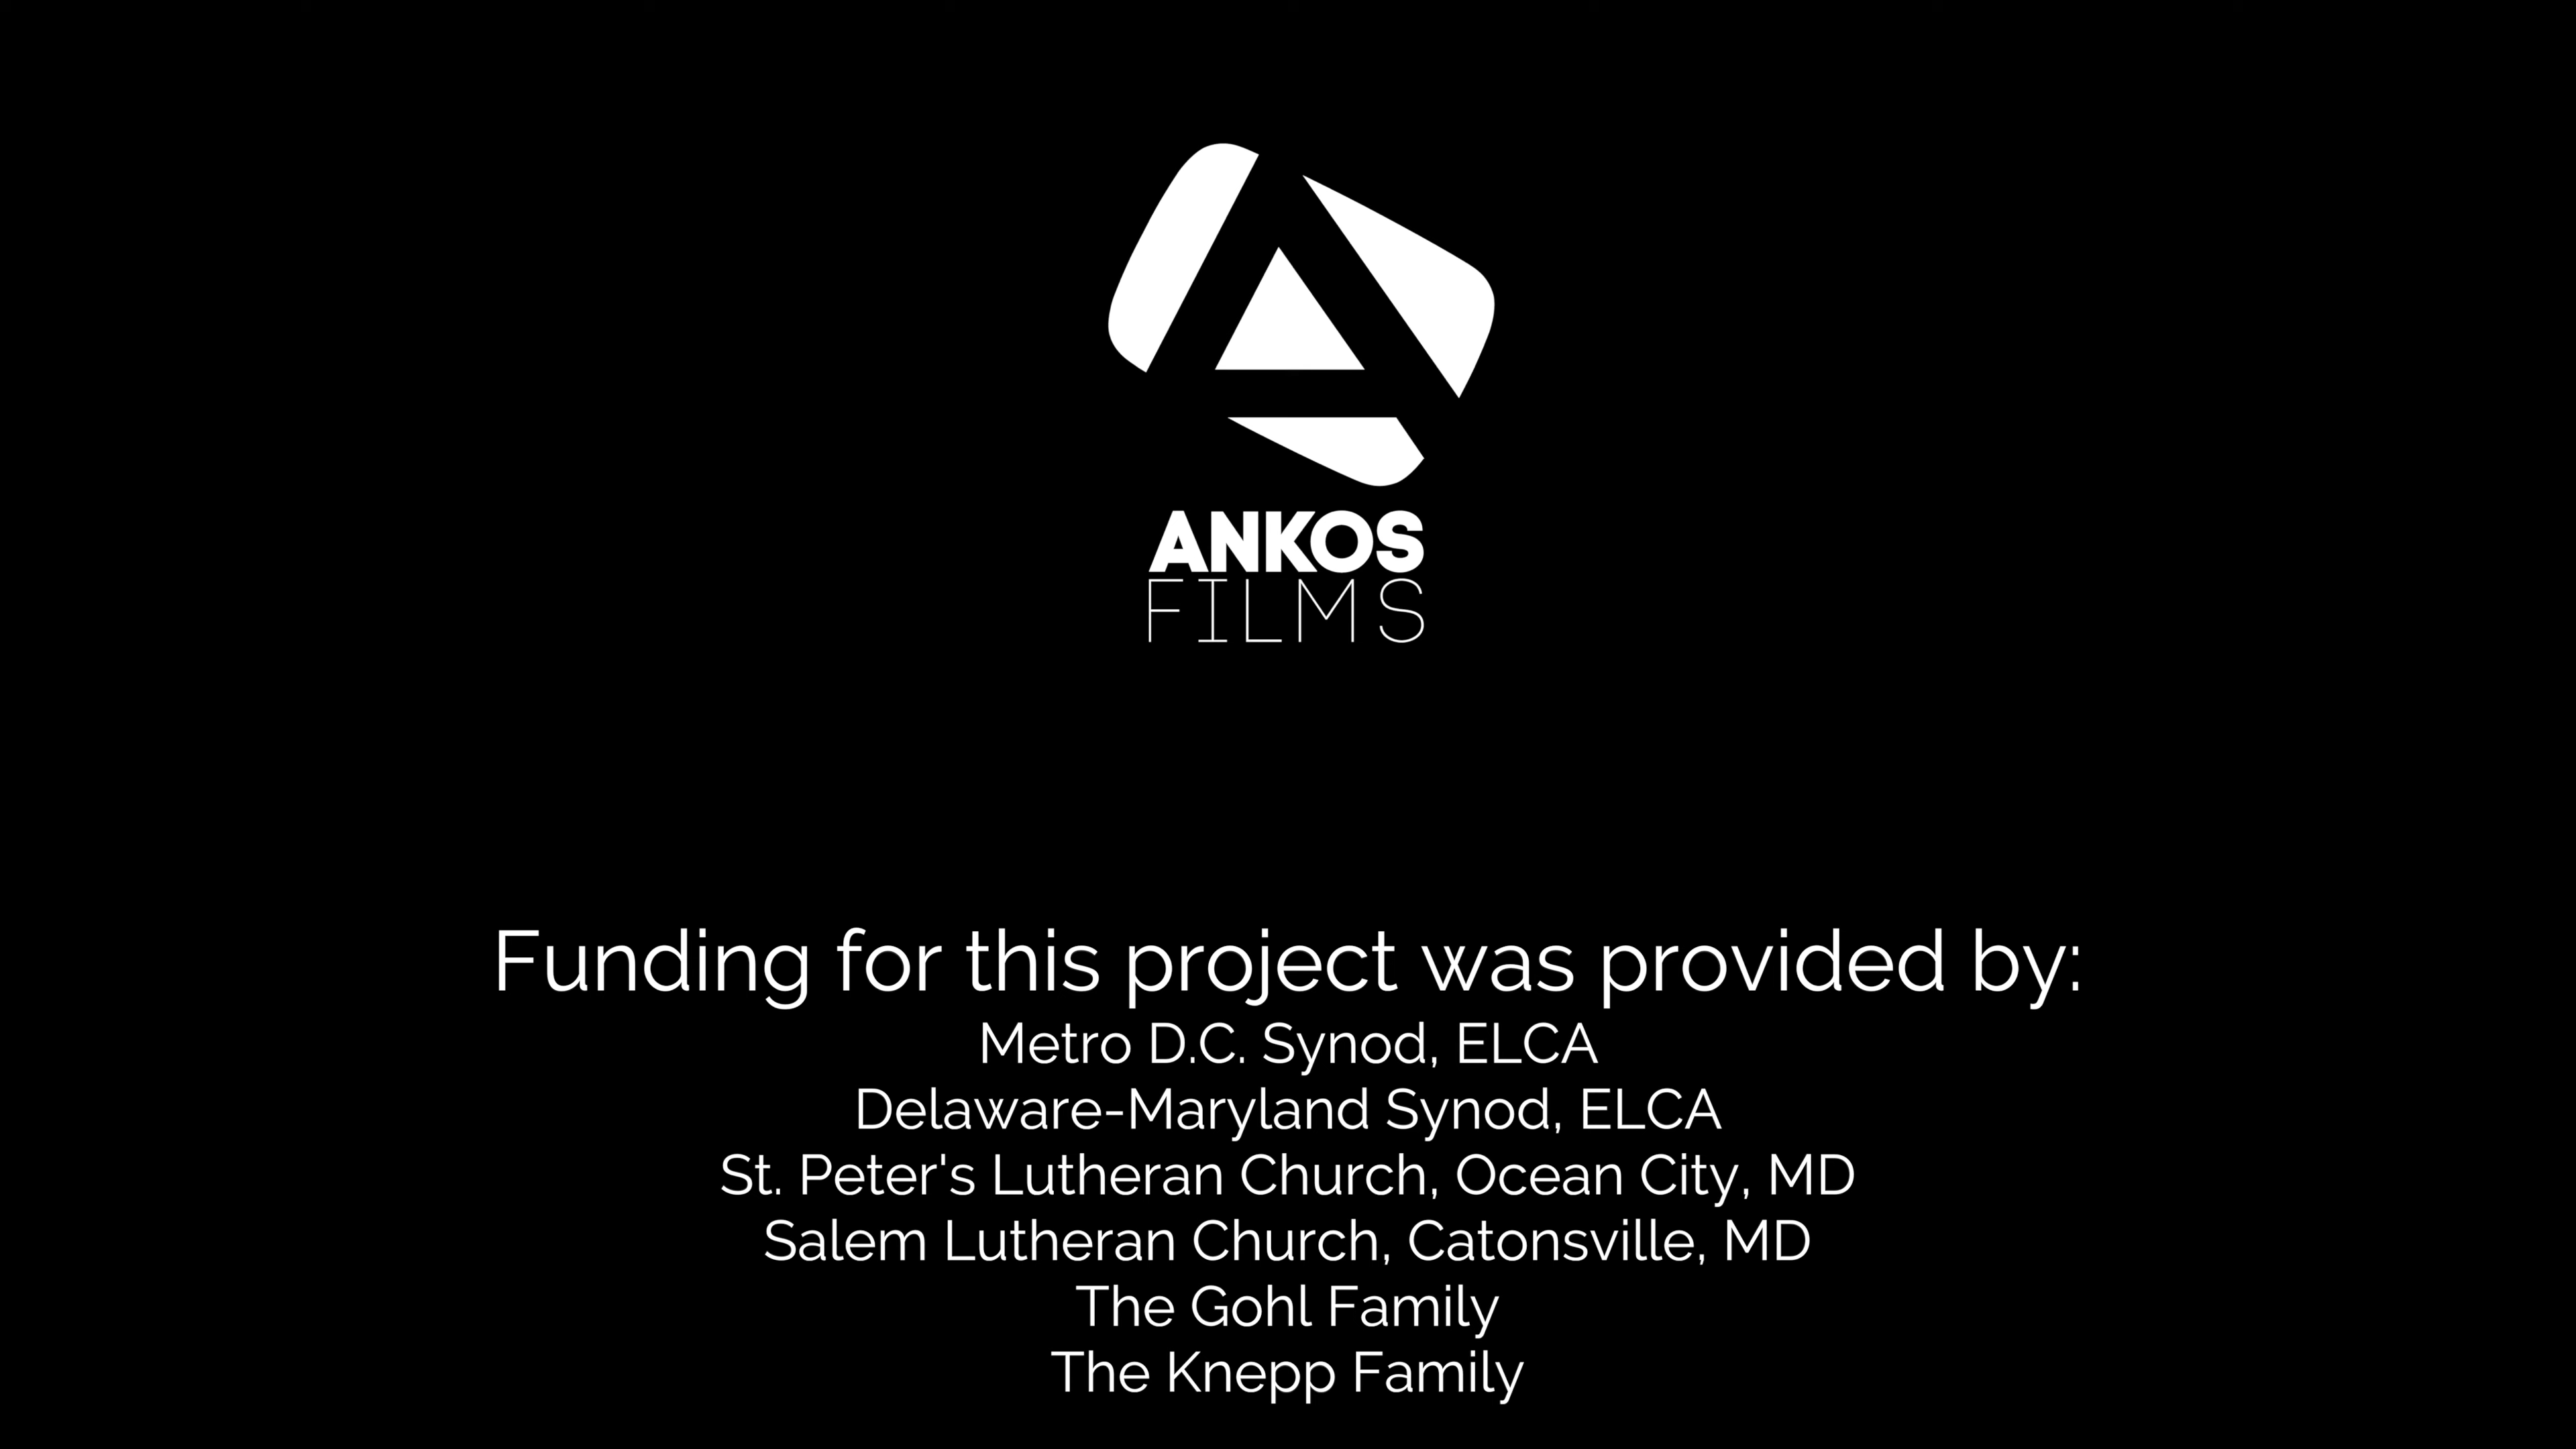 ANKOS
FILMS
Funding for this project was provided by:
Metro D.C. Synod, ELCA
Delaware-Maryland Synod, ELCA
St. Peter's Lutheran Church, Ocean City, MD
Salem Lutheran Church, Catonsville, MD
The Gohl Family
The Knepp Family